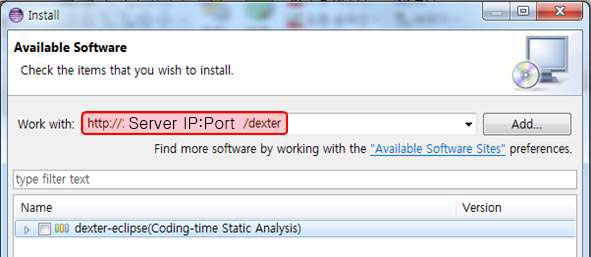 Install
Available Software
Check the items that you wish to install.
Work with: http://: Server IP:Port /dexter Add...
Find more software by working with the "Available Software Sites" preferences.
type filter text
Name Version
dexter-eclipse(Coding-time Static Analysis)